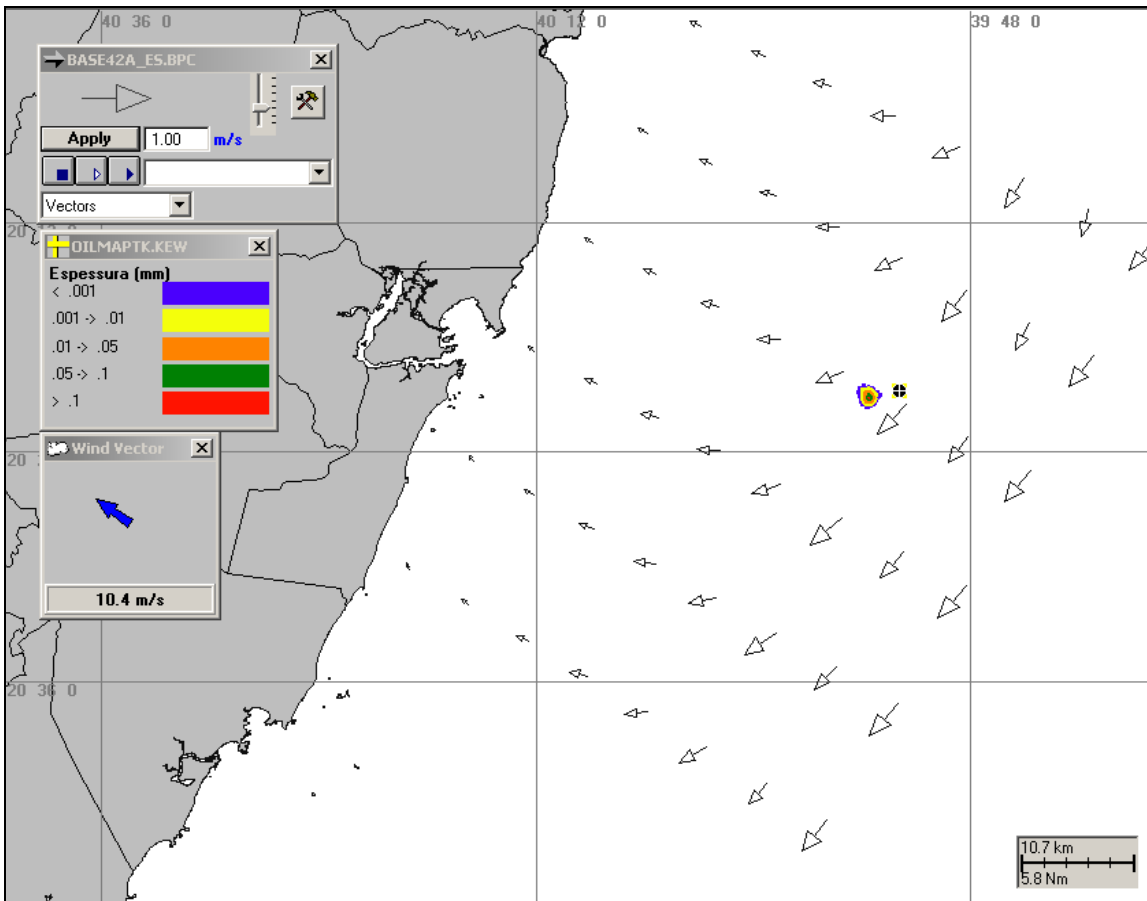 40 36 0
40 12 0
39 48 0
BASE42A_ES.BPC
Apply
1.00
m/s
Vectors
OILMAPTK.KEW
Espessura (mm)
< .001
.001 -> .01
.01 -> .05
.05 -> .1
> .1
Wind Vector
10.4 m/s
20 36 0
10.7 km
5.8 Nm